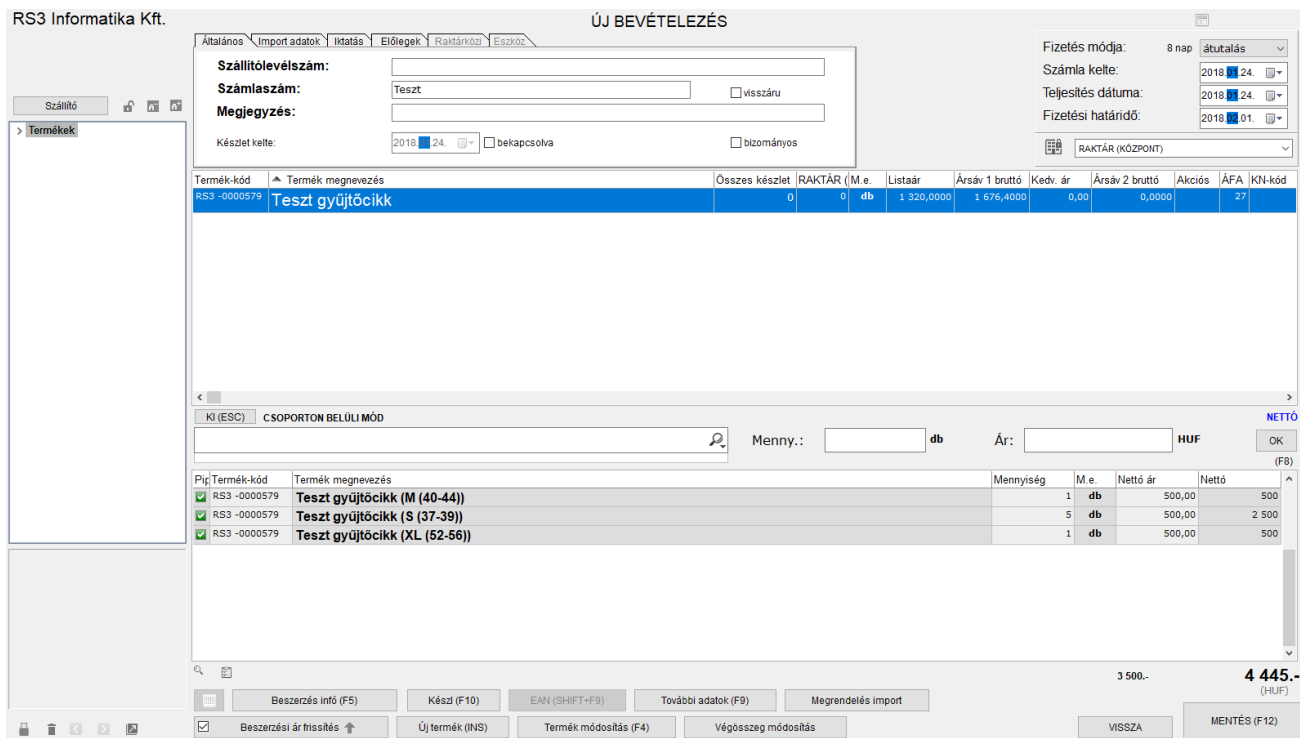 RS3 Informatika Kft.
ÚJ BEVÉTELEZÉS
Általános Import adatok Iktatás Előlegek Raktárközi Eszköz
Szállítólevélszám:
Számlaszám: Teszt visszáru
Megjegyzés:
Készlet kelte: 2018.01.24. bekapcsolva bizományos
Fizetés módja: 8 nap átutalás
Számla kelte: 2018.01.24.
Teljesítés dátuma: 2018.01.24.
Fizetési határidő: 2018.02.01.
RAKTÁR (KÖZPONT)
Szállító
Termékek
Termék-kód Termék megnevezés Összes készlet RAKTÁR ( M.e. Listaár Ársáv 1 bruttó Kedv. ár Ársáv 2 bruttó Akciós ÁFA KN-kód
RS3 -0000579 Teszt gyűjtőcikk 0 0 db 1 320,0000 1 676,4000 0,00 0,0000 27
KI (ESC) CSOPORTON BELÜLI MÓD NETTÓ
Menny.: db Ár: HUF OK
(F8)
Pip Termék-kód Termék megnevezés Mennyiség M.e. Nettó ár Nettó
RS3 -0000579 Teszt gyűjtőcikk (M (40-44)) 1 db 500,00 500
RS3 -0000579 Teszt gyűjtőcikk (S (37-39)) 5 db 500,00 2 500
RS3 -0000579 Teszt gyűjtőcikk (XL (52-56)) 1 db 500,00 500
3 500.- 4 445.-
(HUF)
Beszerzés infó (F5) Készl (F10) EAN (SHIFT+F9) További adatok (F9) Megrendelés import
Beszerzési ár frissítés Új termék (INS) Termék módosítás (F4) Végösszeg módosítás VISSZA MENTÉS (F12)